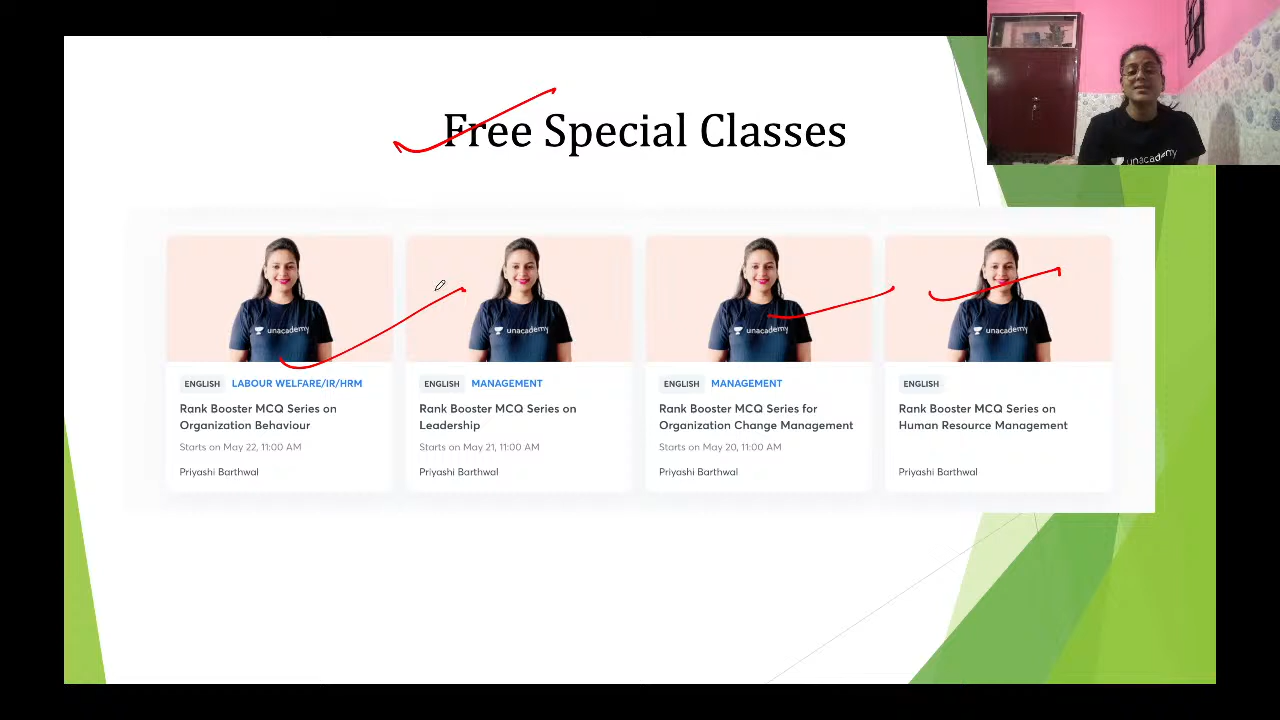 Free Special Classes
unacademy
unacademy
unacademy
unacademy
unacademy
ENGLISH LABOUR WELFARE/IR/HRM
Rank Booster MCQ Series on
Organization Behaviour
Starts on May 22, 11:00 AM
Priyashi Barthwal
ENGLISH MANAGEMENT
Rank Booster MCQ Series on
Leadership
Starts on May 21, 11:00 AM
Priyashi Barthwal
ENGLISH MANAGEMENT
Rank Booster MCQ Series for
Organization Change Management
Starts on May 20, 11:00 AM
Priyashi Barthwal
ENGLISH
Rank Booster MCQ Series on
Human Resource Management
Priyashi Barthwal